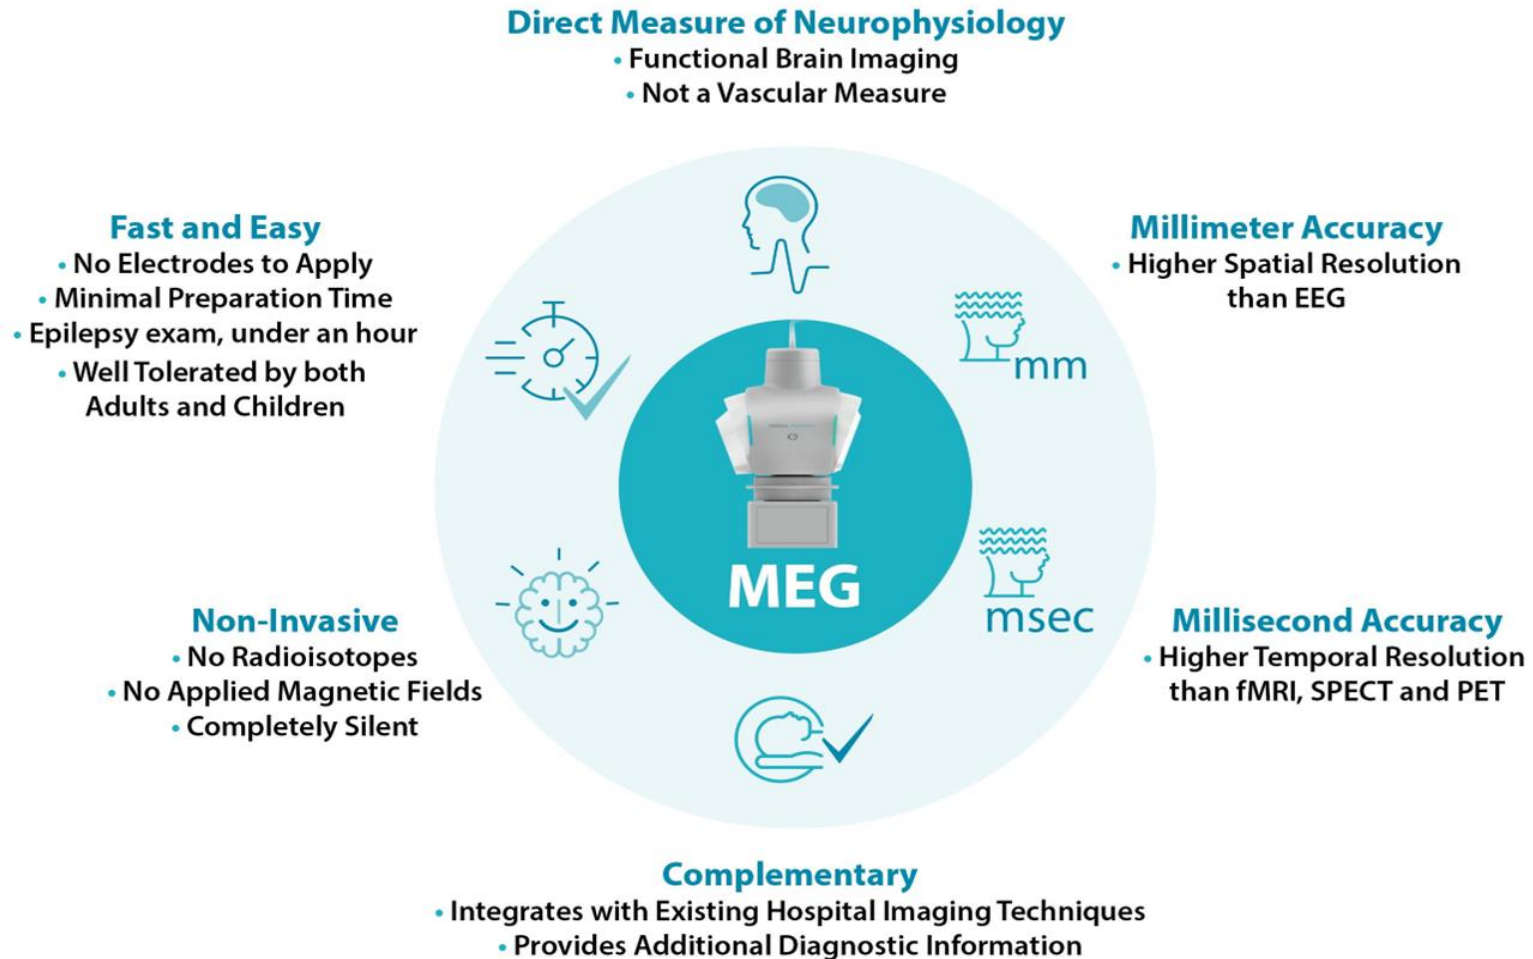 Direct Measure of Neurophysiology
• Functional Brain Imaging
• Not a Vascular Measure
Fast and Easy
• No Electrodes to Apply
• Minimal Preparation Time
• Epilepsy exam, under an hour
• Well Tolerated by both
Adults and Children
Millimeter Accuracy
• Higher Spatial Resolution
than EEG
mm
MEG
msec
Non-Invasive
• No Radioisotopes
• No Applied Magnetic Fields
• Completely Silent
Millisecond Accuracy
• Higher Temporal Resolution
than fMRI, SPECT and PET
Complementary
• Integrates with Existing Hospital Imaging Techniques
• Provides Additional Diagnostic Information